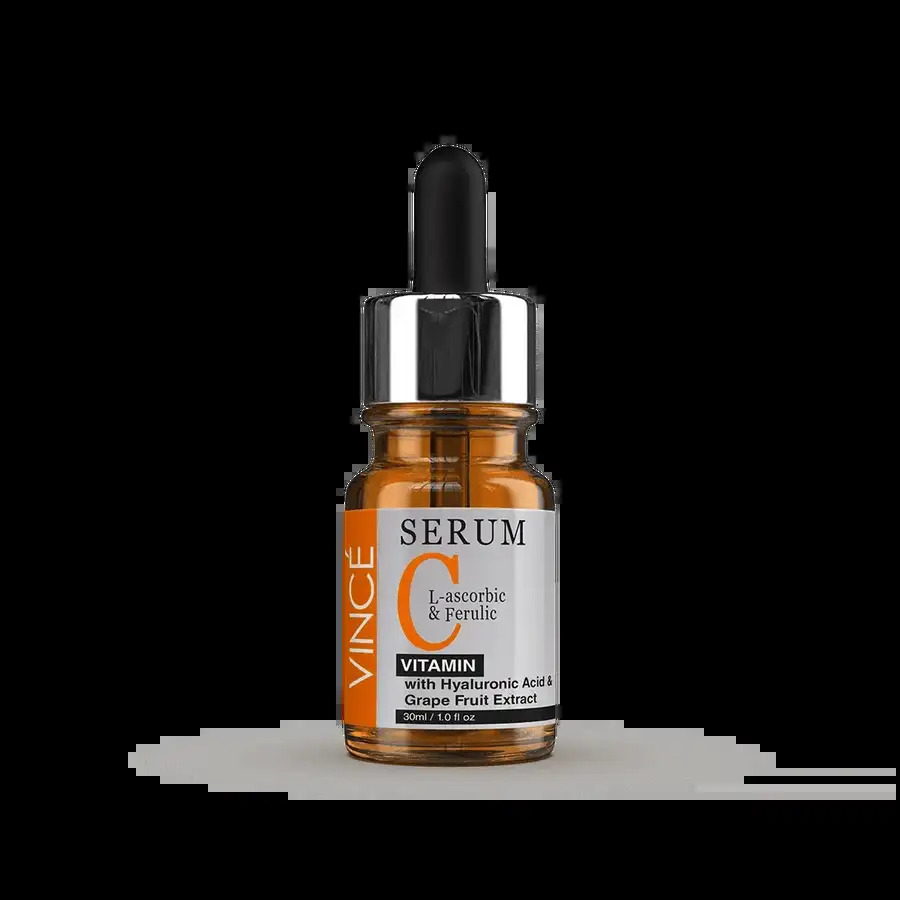 VINCÉ
SERUM
C
L-ascorbic
& Ferulic
VITAMIN
with Hyaluronic Acid &
Grape Fruit Extract
30ml / 1.0 fl oz